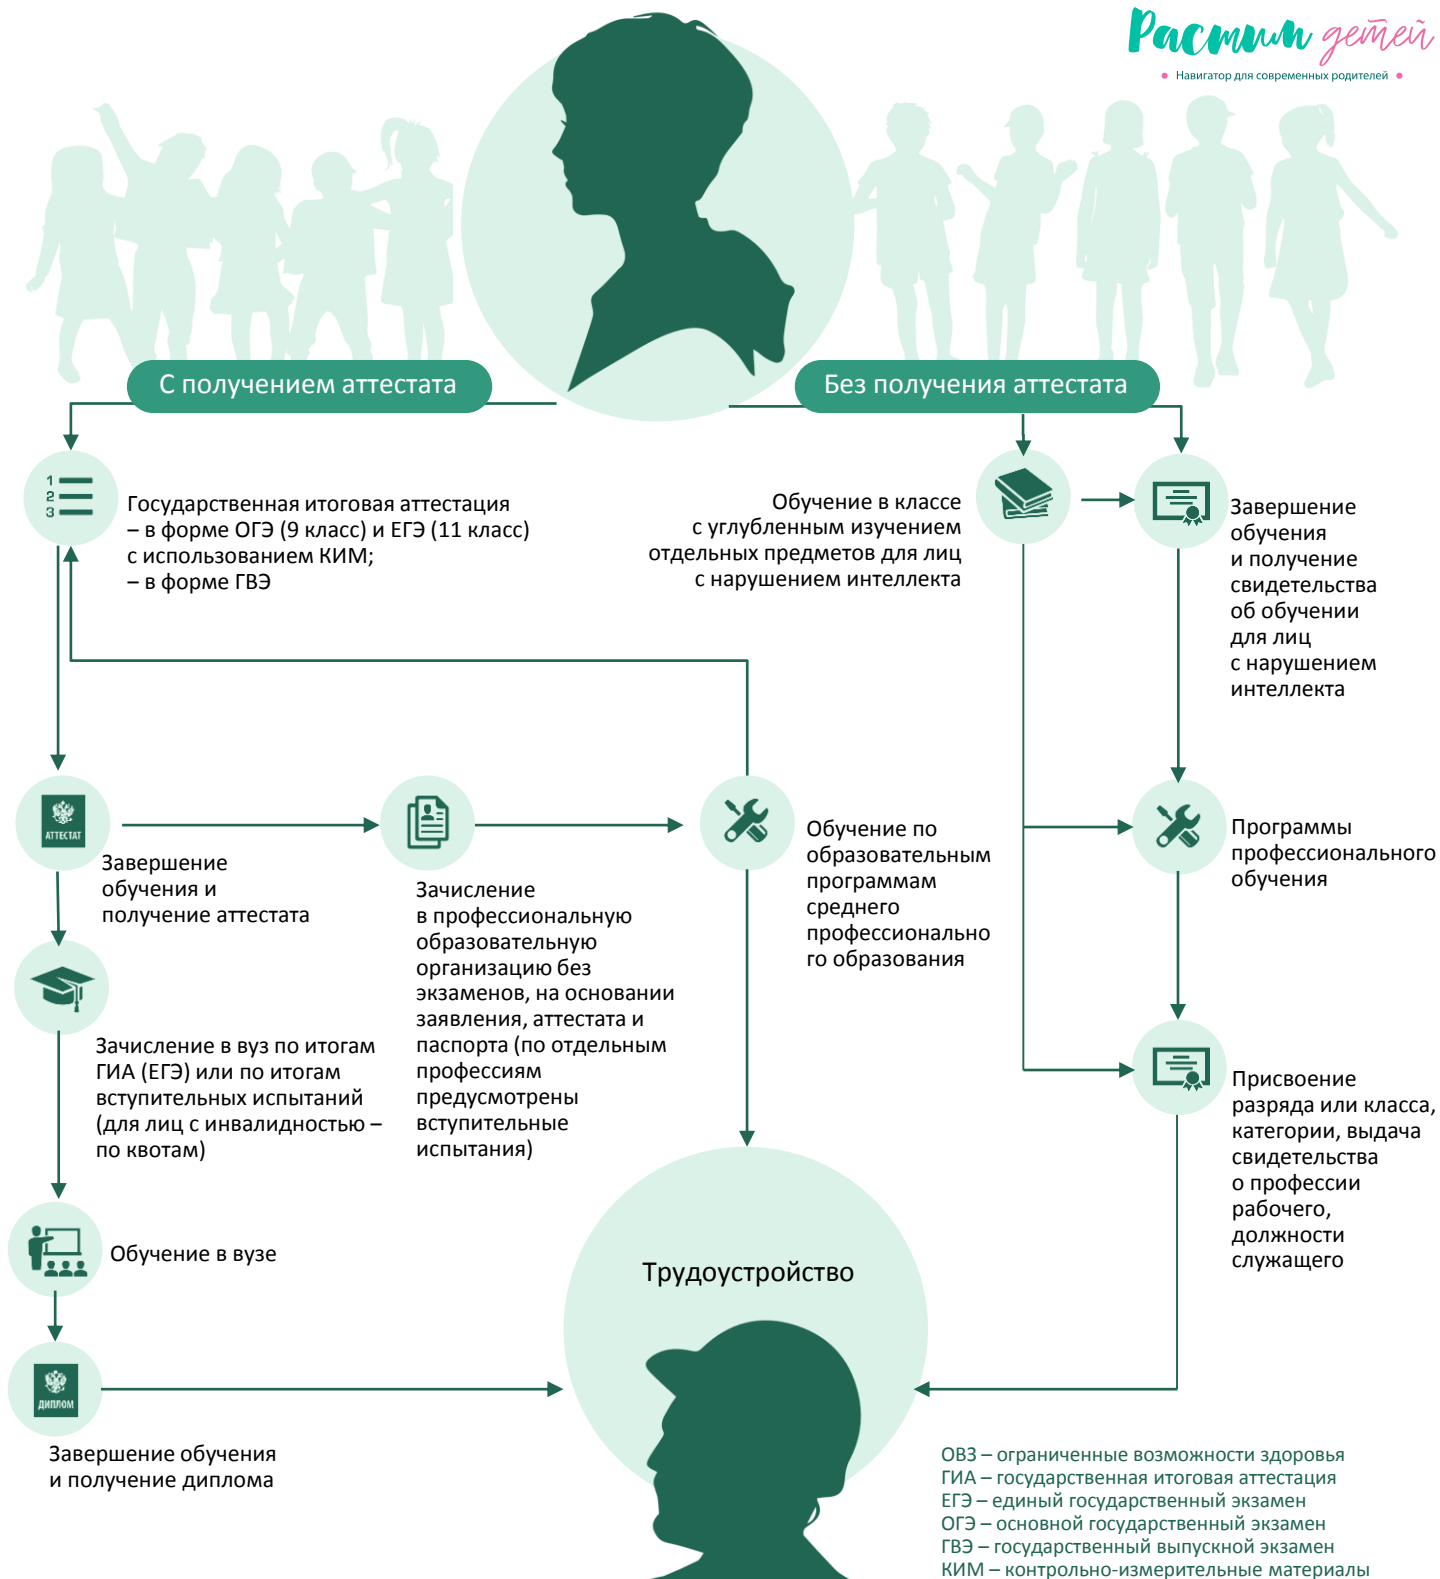 Растим детей
Навигатор для современных родителей
С получением аттестата
Без получения аттестата
1
2
3
Государственная итоговая аттестация
– в форме ОГЭ (9 класс) и ЕГЭ (11 класс)
с использованием КИМ;
– в форме ГВЭ
Обучение в классе
с углубленным изучением
отдельных предметов для лиц
с нарушением интеллекта
Завершение
обучения
и получение
свидетельства
об обучении
для лиц
с нарушением
интеллекта
АТТЕСТАТ
Завершение
обучения и
получение аттестата
Зачисление
в профессиональную
образовательную
организацию без
экзаменов, на основании
заявления, аттестата и
паспорта (по отдельным
профессиям
предусмотрены
вступительные
испытания)
Обучение по
образовательным
программам
среднего
профессионально
го образования
Программы
профессионального
обучения
Зачисление в вуз по итогам
ГИА (ЕГЭ) или по итогам
вступительных испытаний
(для лиц с инвалидностью –
по квотам)
Присвоение
разряда или класса,
категории, выдача
свидетельства
о профессии
рабочего,
должности
служащего
Обучение в вузе
Трудоустройство
ДИПЛОМ
Завершение обучения
и получение диплома
ОВЗ – ограниченные возможности здоровья
ГИА – государственная итоговая аттестация
ЕГЭ – единый государственный экзамен
ОГЭ – основной государственный экзамен
ГВЭ – государственный выпускной экзамен
КИМ – контрольно-измерительные материалы